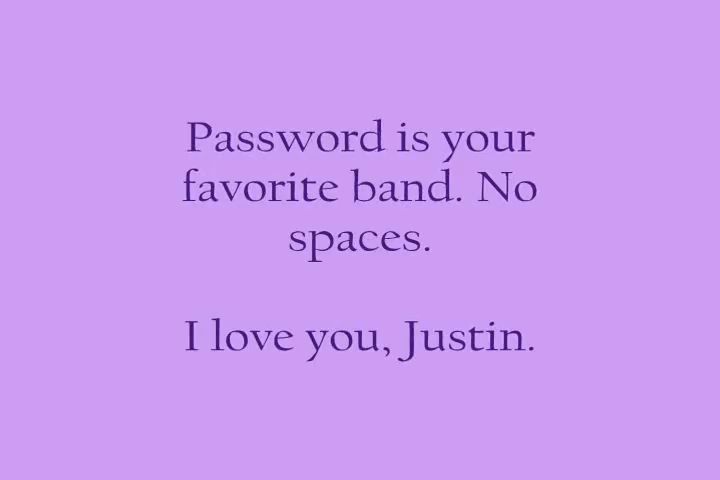 Password is your
favorite band. No
spaces.
I love you, Justin.